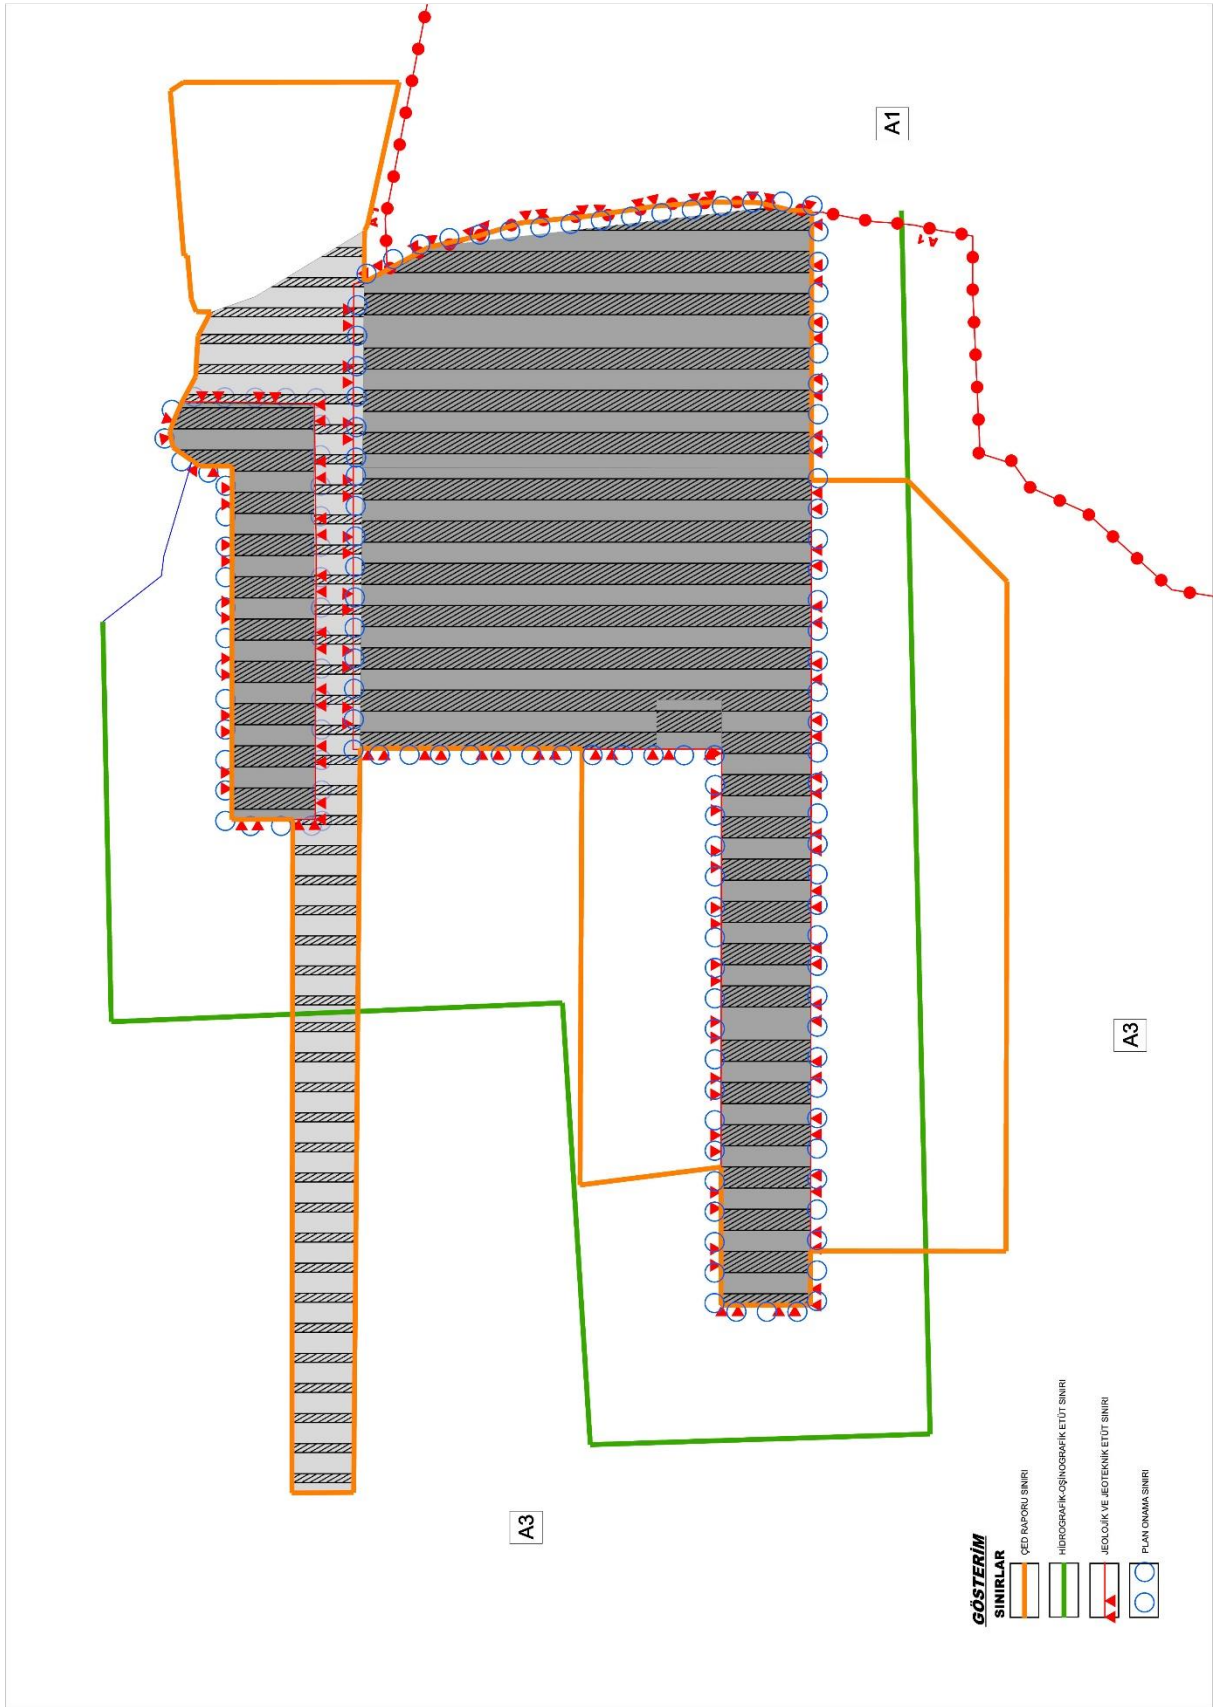 A1
A1
A3
A3
GÖSTERİM
SINIRLAR
ÇED RAPORU SINIRI
HİDROGRAFİK-OŞİNOGRAFİK ETÜT SINIRI
JEOLOJİK VE JEOTEKNİK ETÜT SINIRI
PLAN ONAMA SINIRI